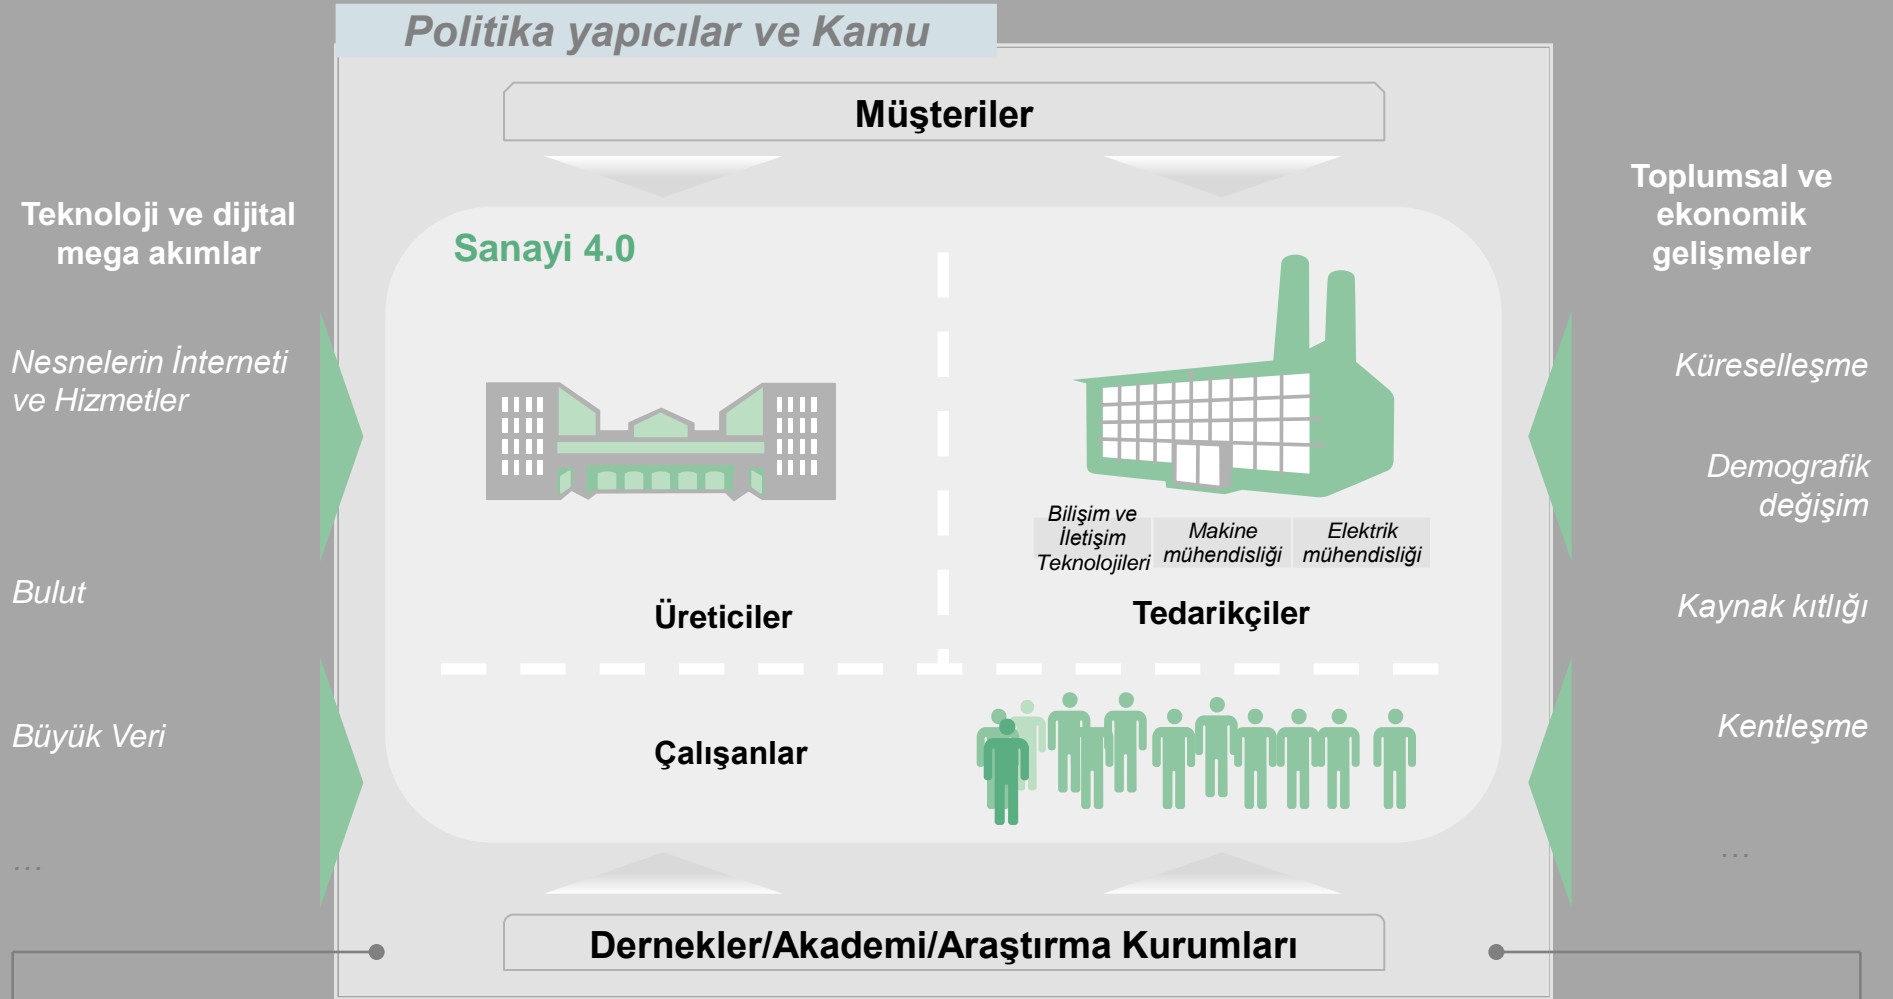 Politika yapıcılar ve Kamu
Müşteriler
Teknoloji ve dijital
mega akımlar
Nesnelerin İnterneti
ve Hizmetler
Bulut
Büyük Veri
…
Sanayi 4.0
Üreticiler
Bilişim ve
İletişim
Teknolojileri
Makine
mühendisliği
Elektrik
mühendisliği
Tedarikçiler
Çalışanlar
Toplumsal ve
ekonomik
gelişmeler
Küreselleşme
Demografik
değişim
Kaynak kıtlığı
Kentleşme
…
Dernekler/Akademi/Araştırma Kurumları